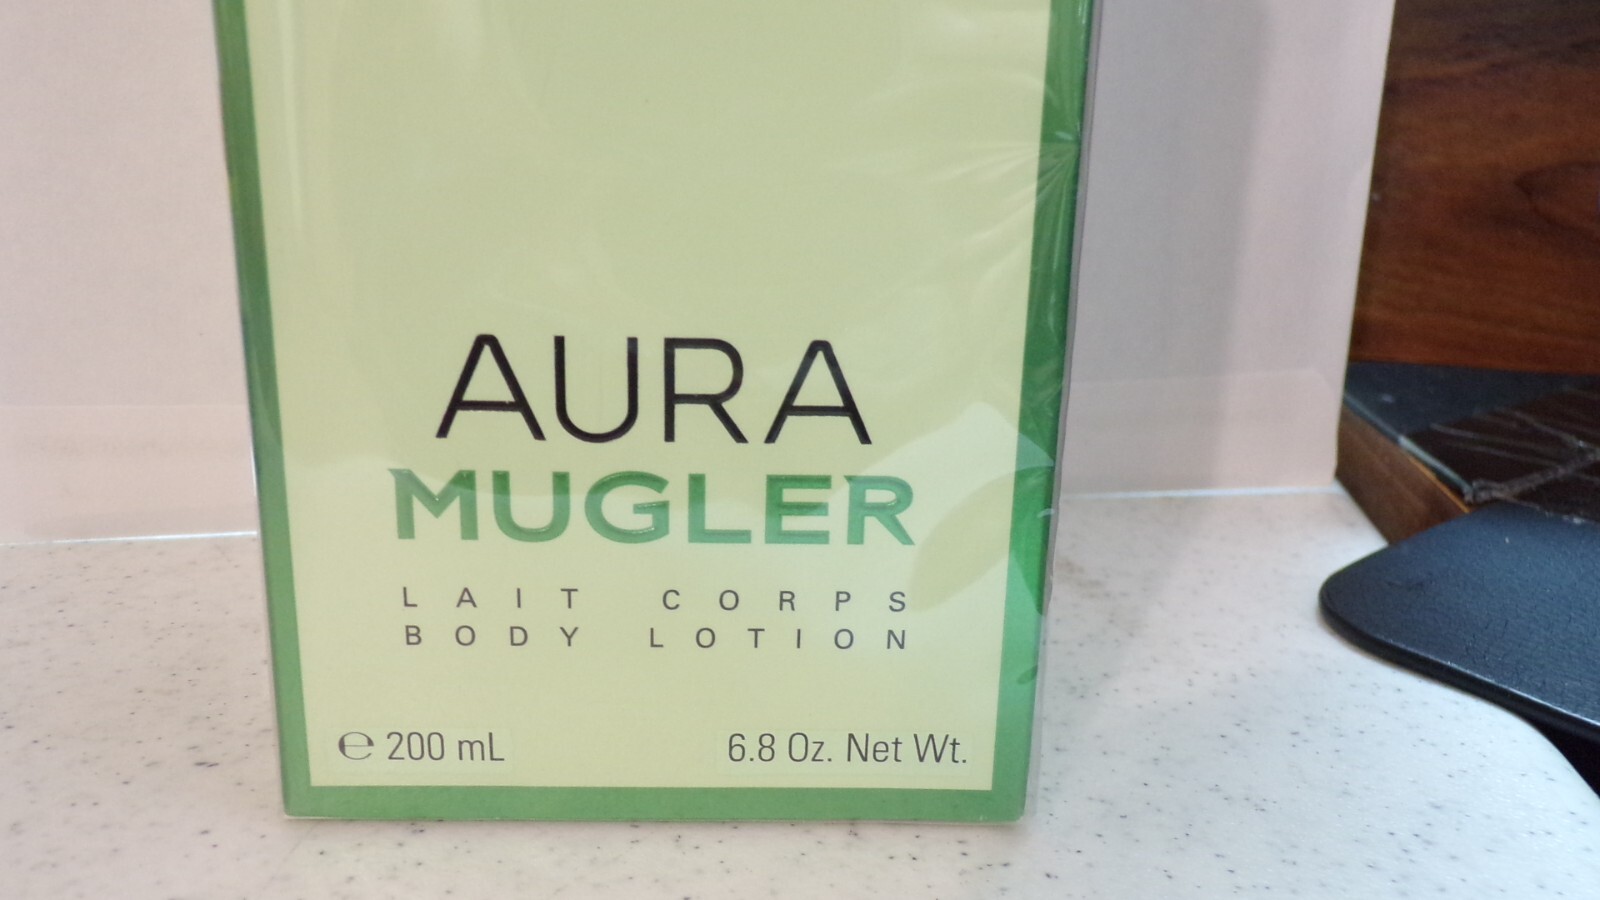 AURA
MUGLER
LAIT CORPS
BODY LOTION
℮ 200 mL 6.8 Oz. Net Wt.